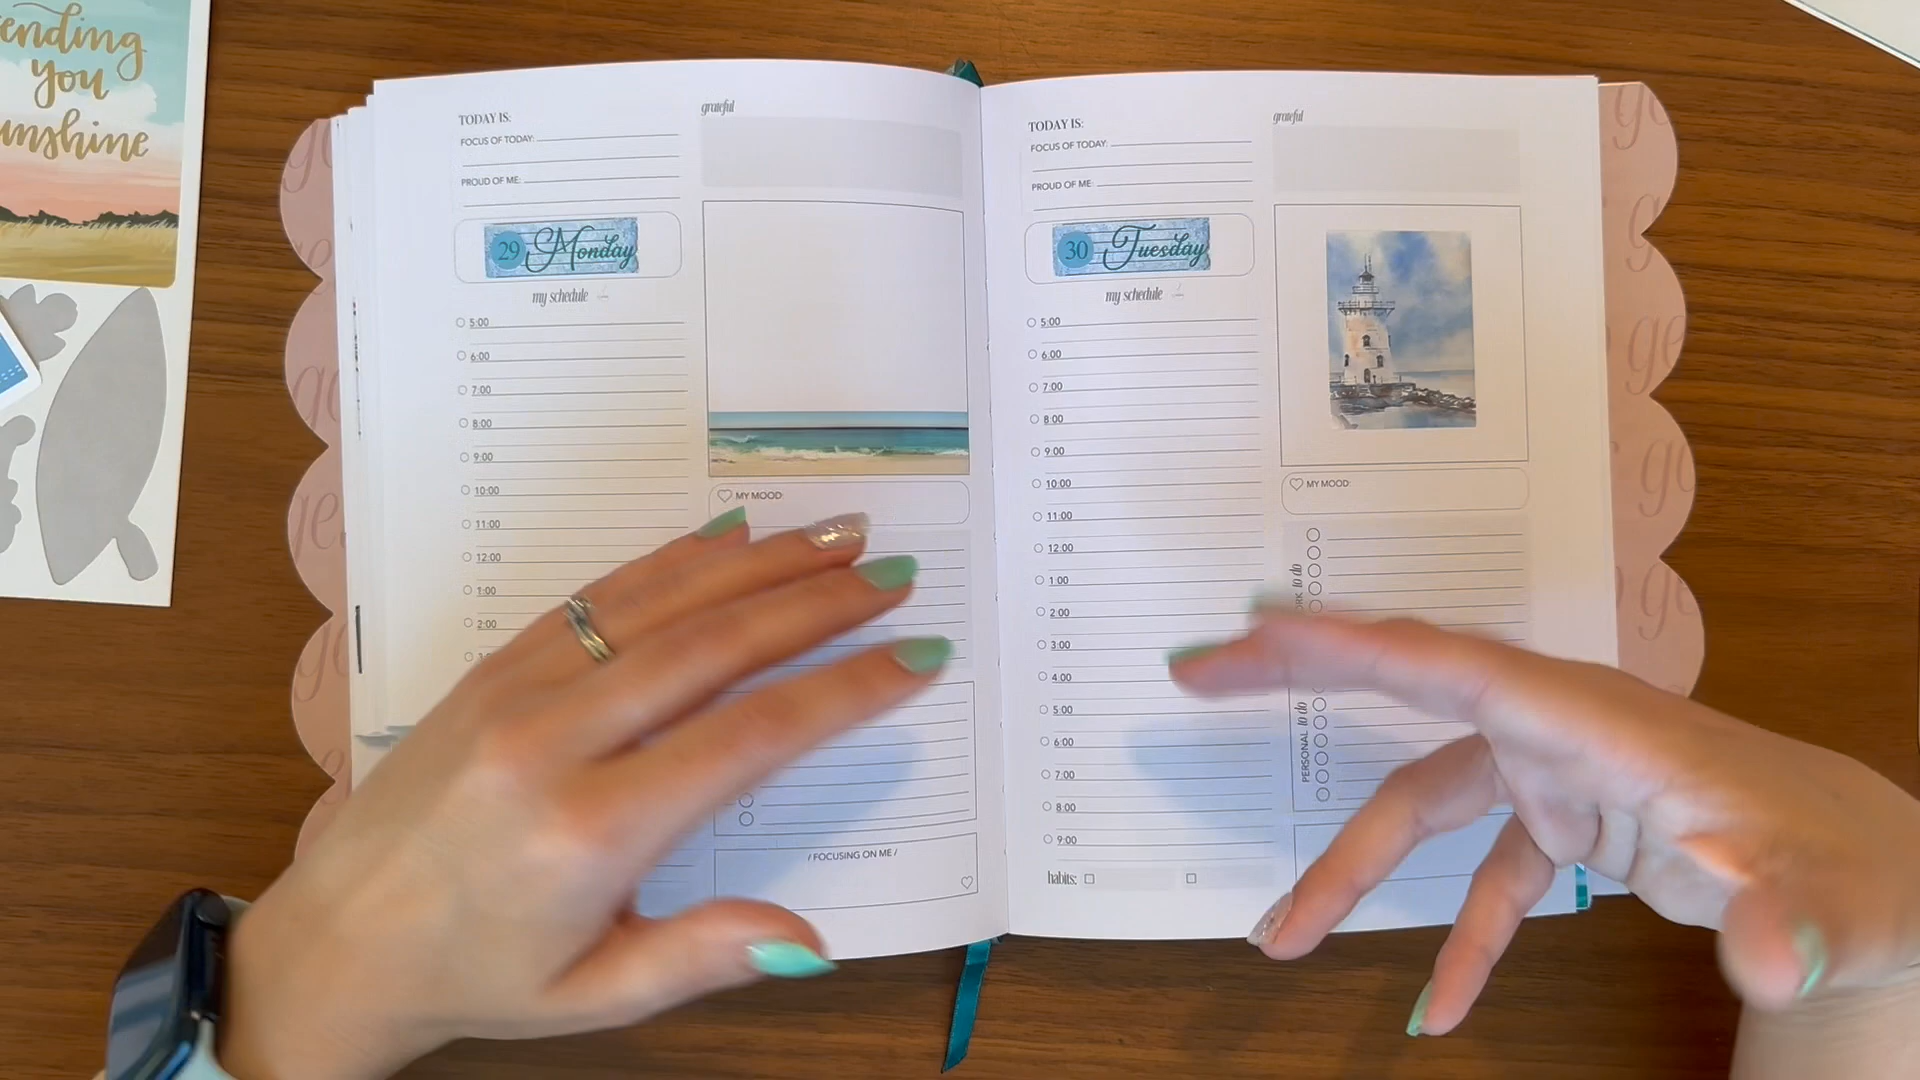 ending
you
unshine
TODAY IS:
FOCUS OF TODAY:
PROUD OF ME:
29 Monday
my schedule
5:00
6:00
7:00
8:00
9:00
10:00
11:00
12:00
1:00
2:00
grateful
MY MOOD:
/ FOCUSING ON ME /
TODAY IS:
FOCUS OF TODAY:
PROUD OF ME:
30 Tuesday
my schedule
5:00
6:00
7:00
8:00
9:00
10:00
11:00
12:00
1:00
2:00
3:00
4:00
5:00
6:00
7:00
8:00
9:00
habits:
grateful
MY MOOD:
to do
PERSONAL to do